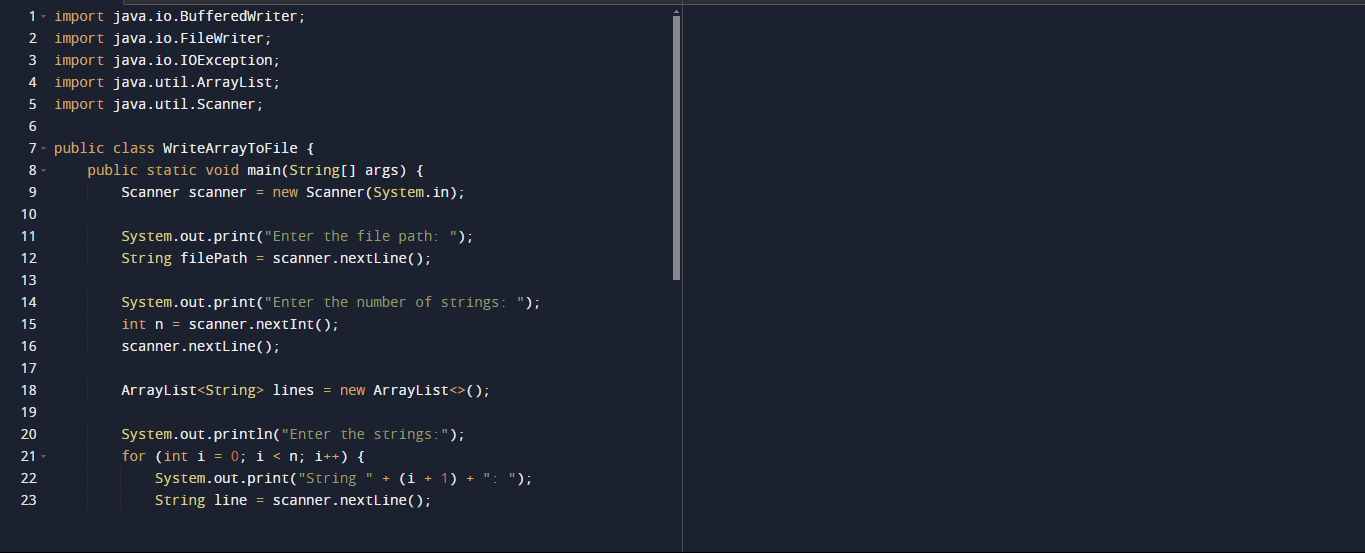 1 import java.io.BufferedWriter;
2 import java.io.FileWriter;
3 import java.io.IOException;
4 import java.util.ArrayList;
5 import java.util.Scanner;
6
7 public class WriteArrayToFile {
8     public static void main(String[] args) {
9         Scanner scanner = new Scanner(System.in);
10
11         System.out.print("Enter the file path: ");
12         String filePath = scanner.nextLine();
13
14         System.out.print("Enter the number of strings: ");
15         int n = scanner.nextInt();
16         scanner.nextLine();
17
18         ArrayList<String> lines = new ArrayList<>();
19
20         System.out.println("Enter the strings:");
21         for (int i = 0; i < n; i++) {
22             System.out.print("String " + (i + 1) + ": ");
23             String line = scanner.nextLine();